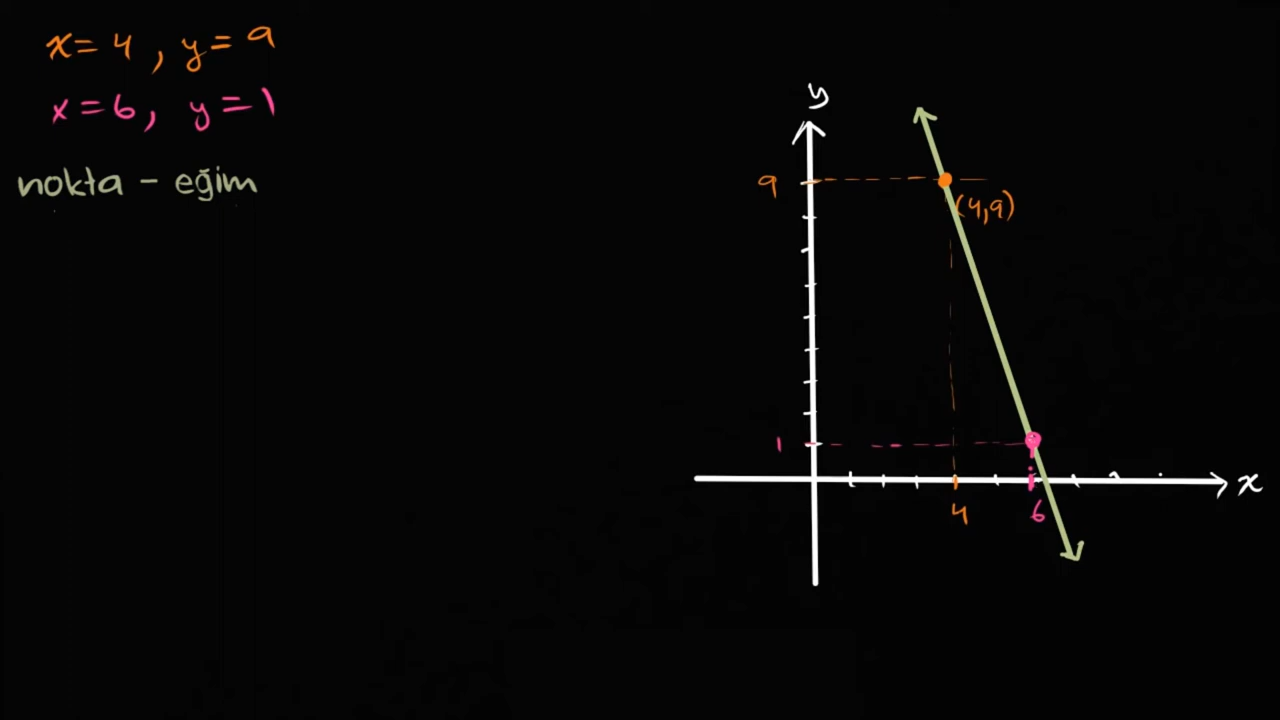 x = 4 , y = 9
x = 6 , y = 1
nokta - eğim
y
9
(4,9)
1
x
4
6